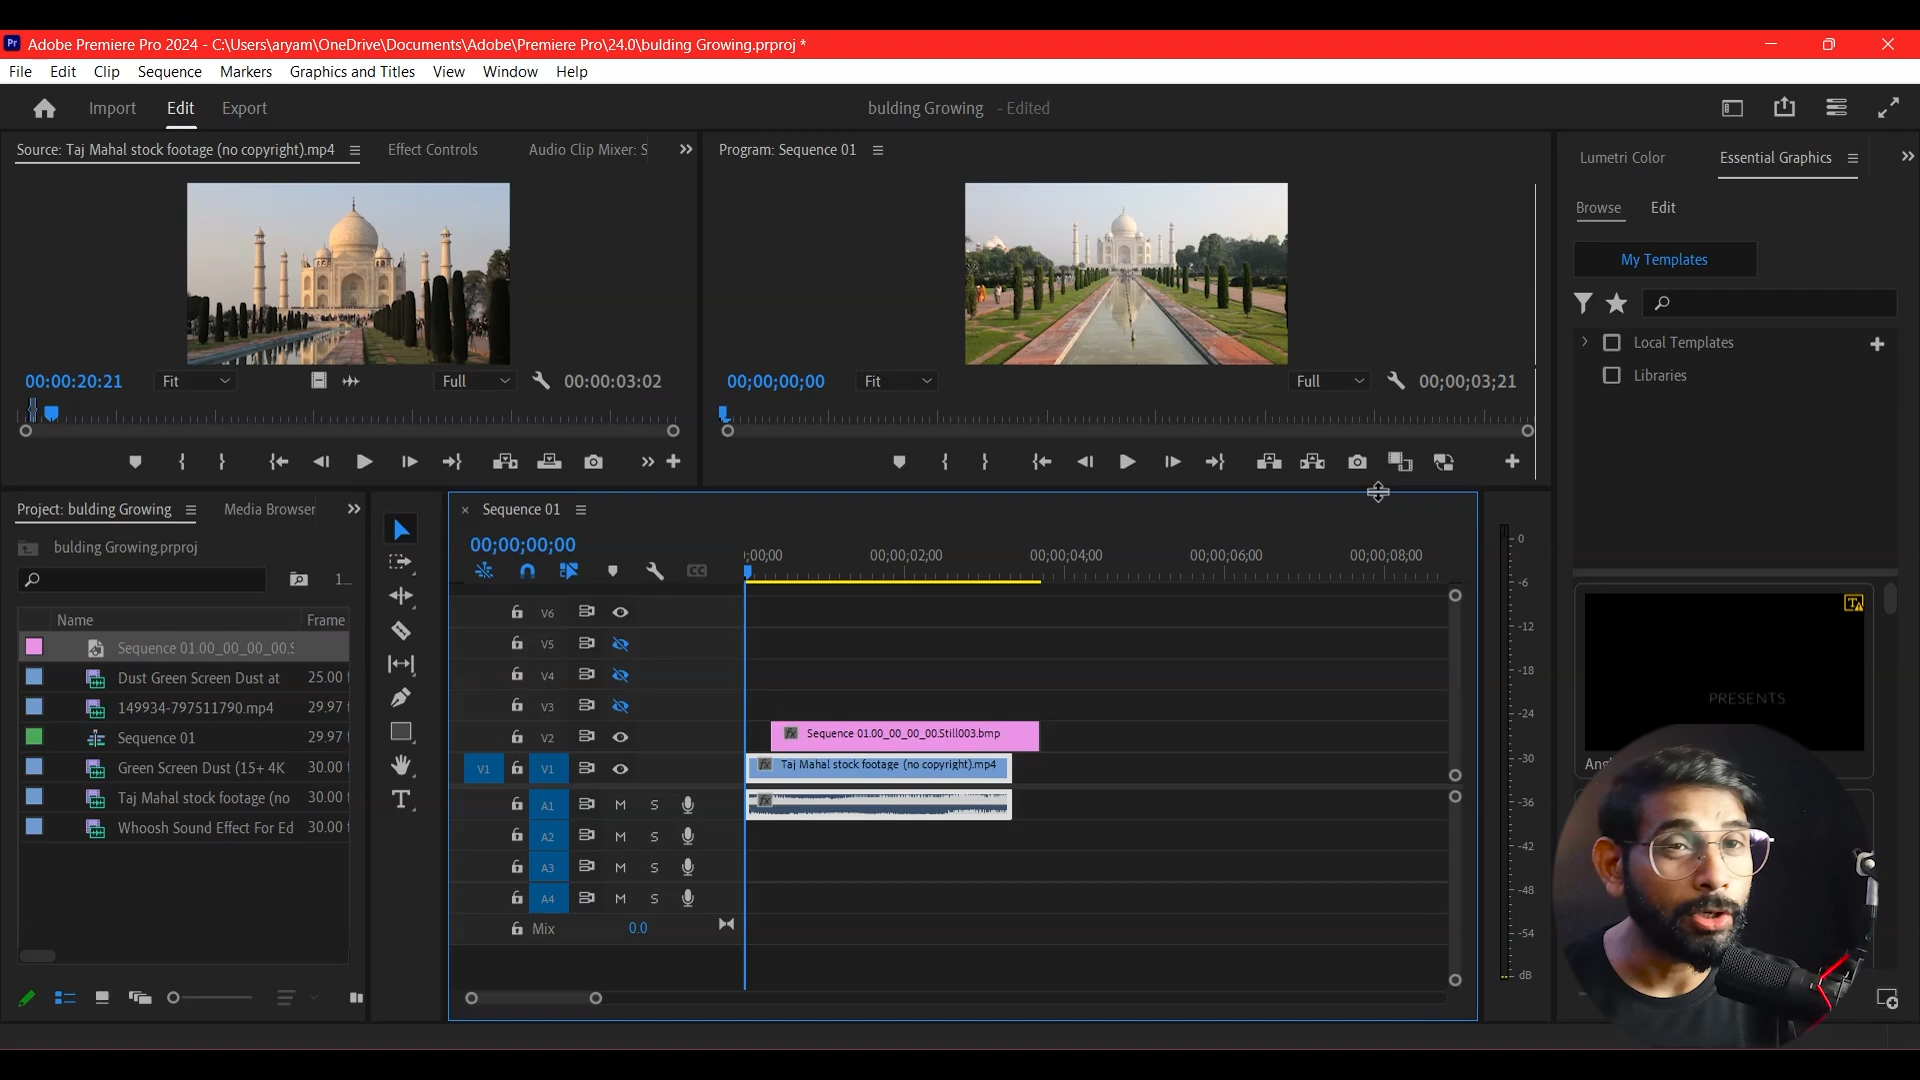 Pr Adobe Premiere Pro 2024 - C:\Users\aryam\OneDrive\Documents\Adobe\Premiere Pro\24.0\bulding Growing.prproj *
File Edit Clip Sequence Markers Graphics and Titles View Window Help
Import Edit Export
bulding Growing - Edited
Source: Taj Mahal stock footage (no copyright).mp4
Effect Controls
Audio Clip Mixer: S
Program: Sequence 01
Lumetri Color
Essential Graphics
Browse Edit
My Templates
Local Templates
Libraries
00:00:20:21 Fit Full 00:00:03:02
00;00;00;00 Fit Full 00;00;03;21
Project: bulding Growing
Media Browser
bulding Growing.prproj
1...
Name Frame
Sequence 01.00_00_00_00.S
Dust Green Screen Dust at 25.00
149934-797511790.mp4 29.97
Sequence 01 29.97
Green Screen Dust (15+ 4K 30.00
Taj Mahal stock footage (no 30.00
Whoosh Sound Effect For Ed 30.00
× Sequence 01
00;00;00;00
;00;00 00;00;02;00 00;00;04;00 00;00;06;00 00;00;08;00
CC
V6
V5
V4
V3
V2
fx Sequence 01.00_00_00_00.Still003.bmp
V1 V1
fx Taj Mahal stock footage (no copyright).mp4
A1 M S
fx
A2 M S
A3 M S
A4 M S
Mix 0.0
0
-6
-12
-18
-24
-30
-36
-42
-48
-54
dB
PRESENTS